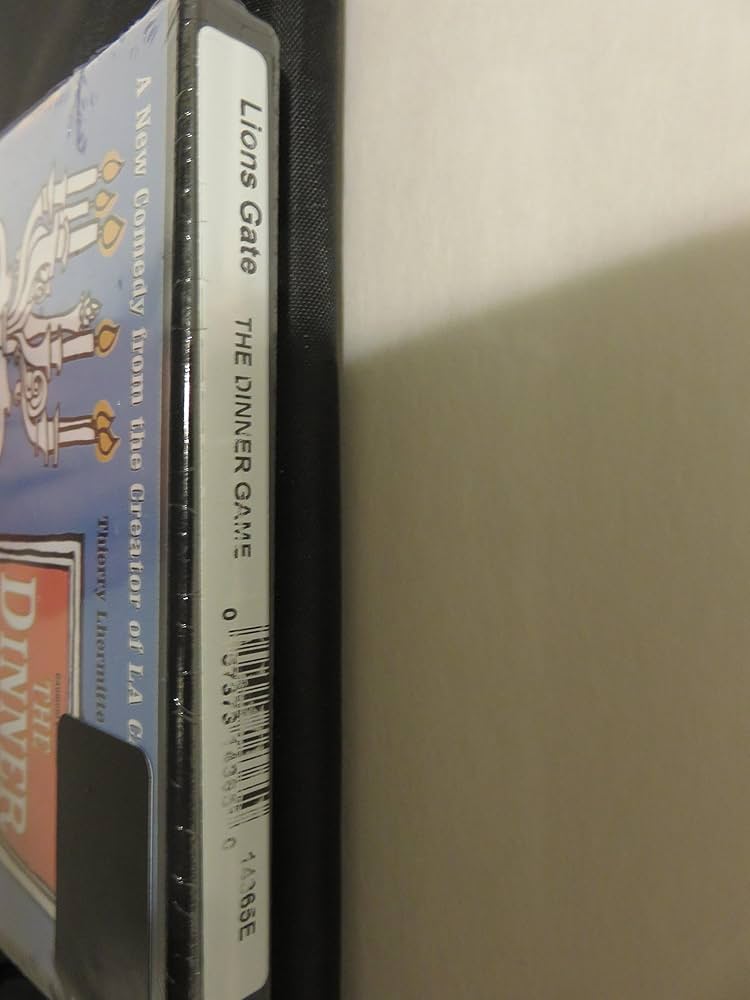 A New Comedy from the Creator of LA C
Thierry Lhermitte
THE
DINNER
Lions Gate THE DINNER GAME
14365E